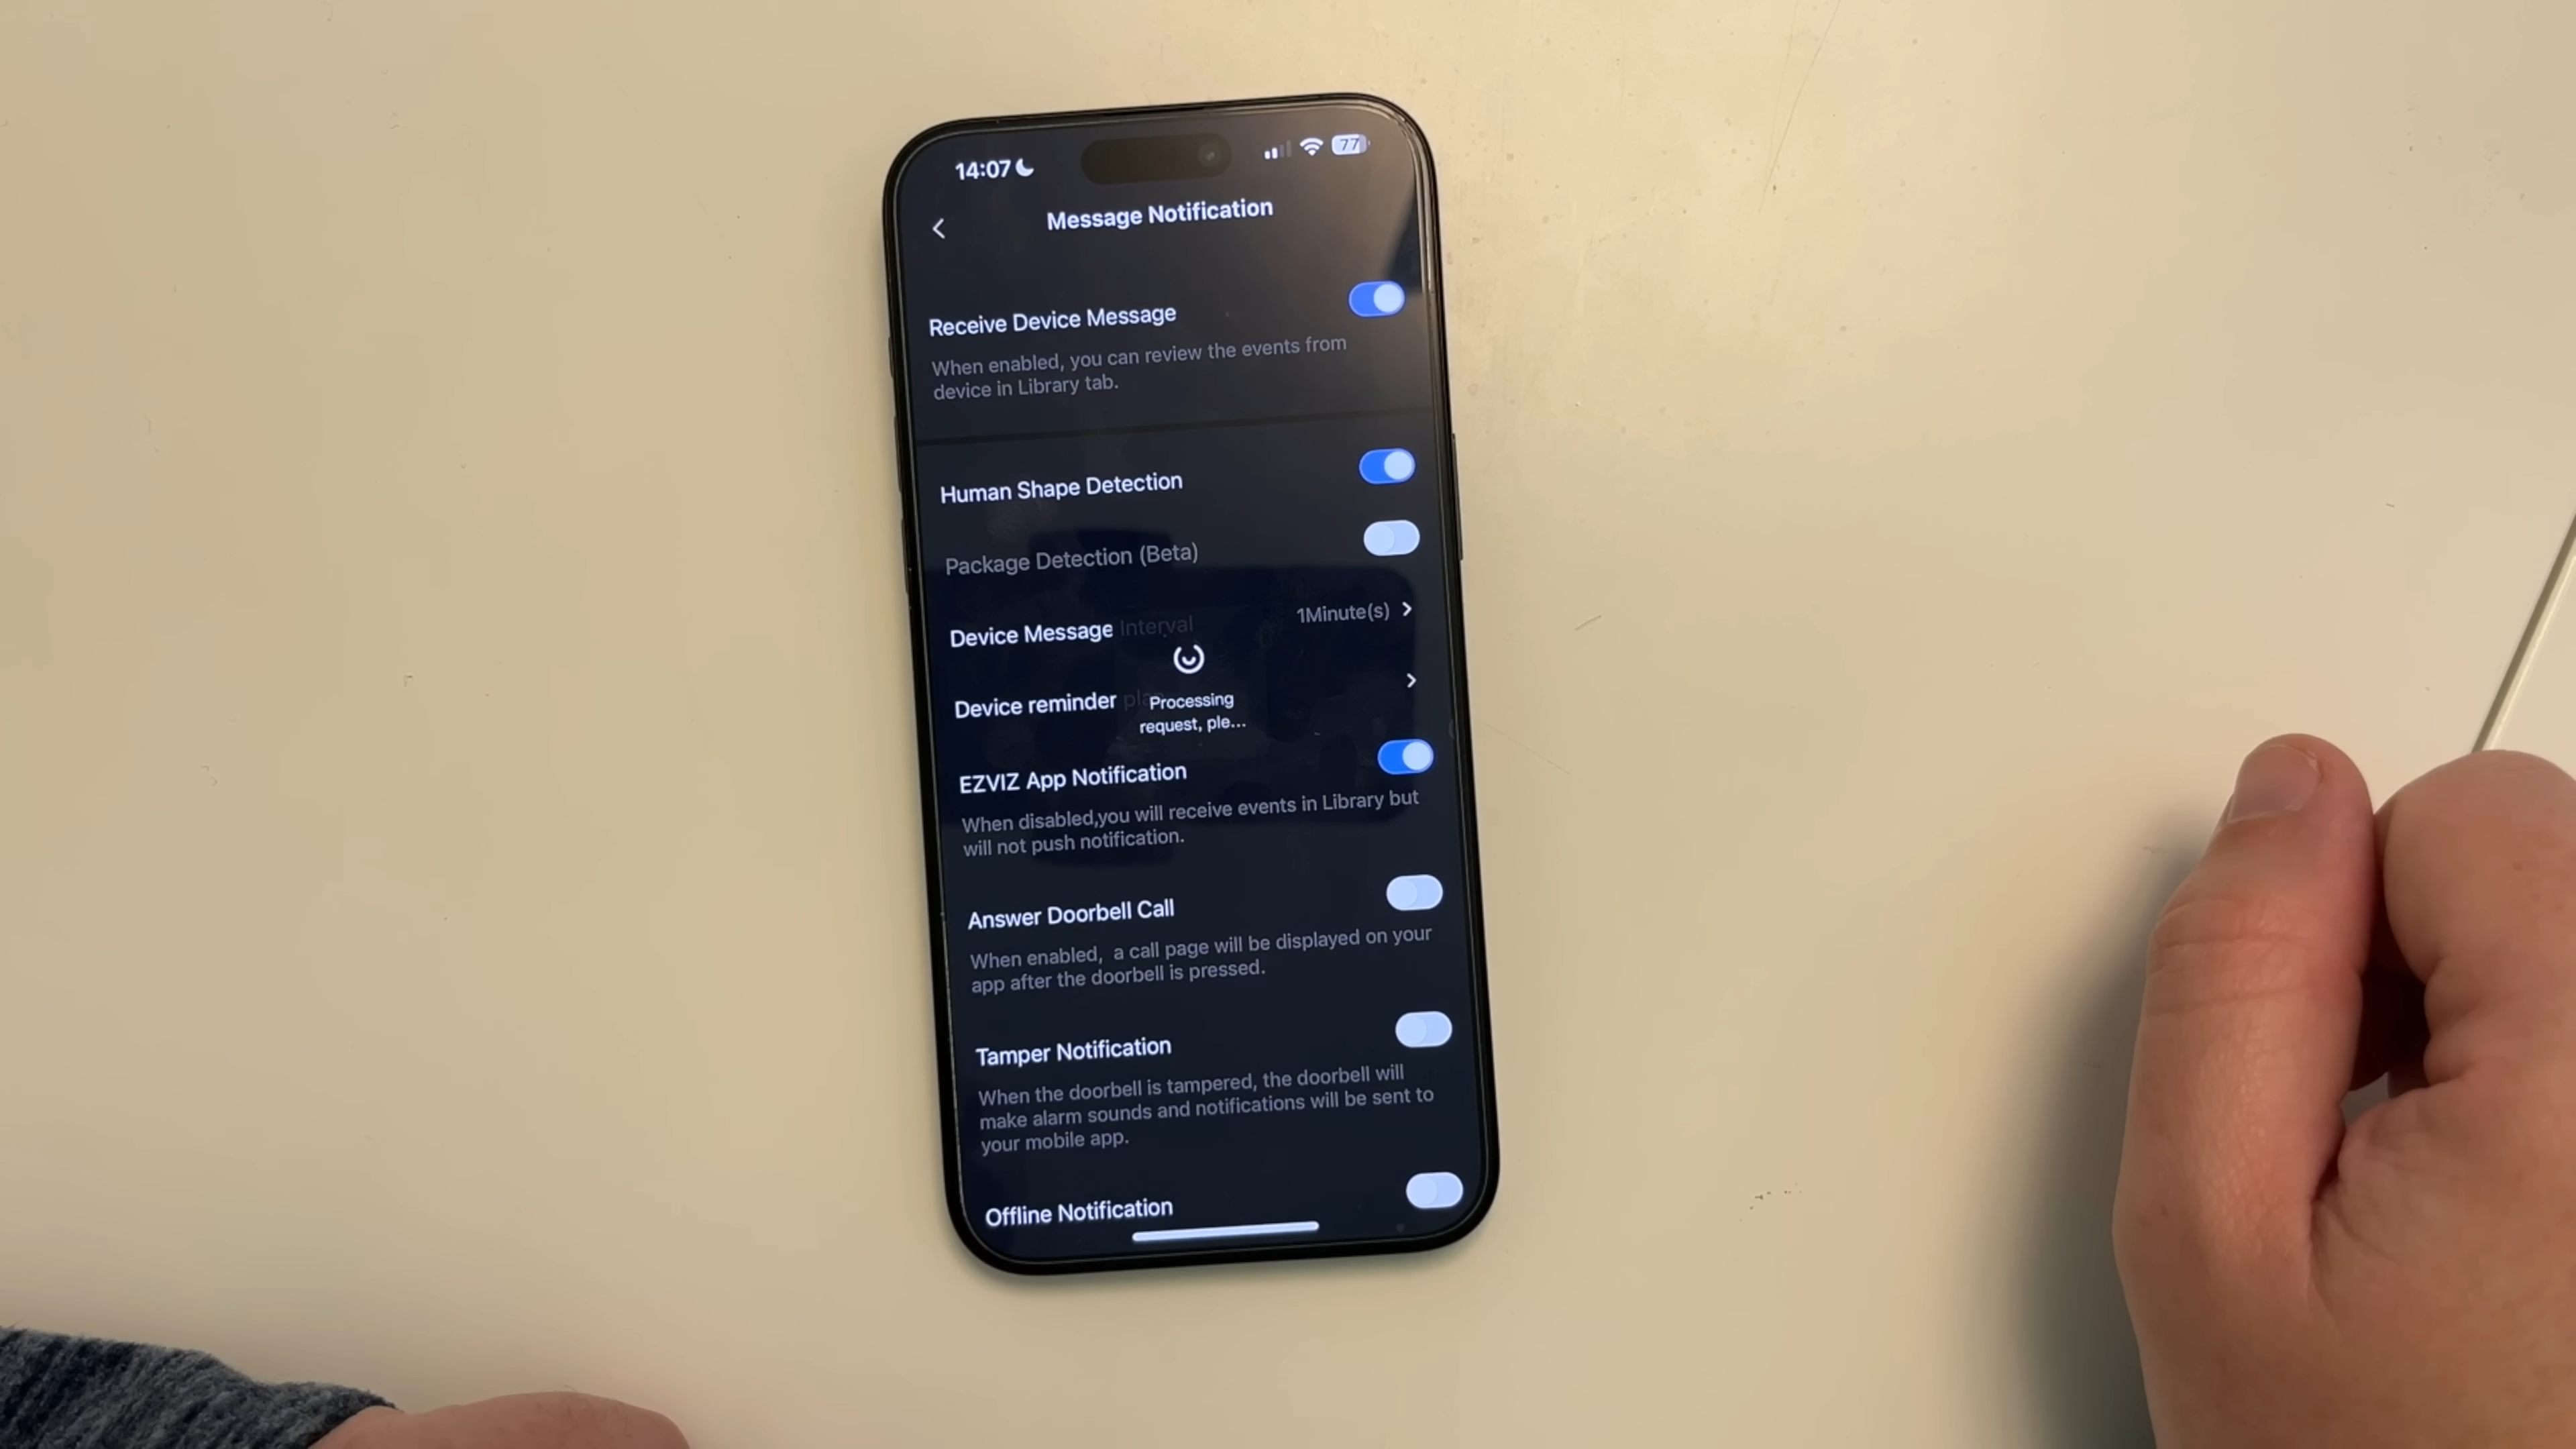 14:07
77
Message Notification
Receive Device Message
When enabled, you can review the events from
device in Library tab.
Human Shape Detection
Package Detection (Beta)
Device Message Interval 1Minute(s)
Device reminder plan
Processing
request, ple...
EZVIZ App Notification
When disabled,you will receive events in Library but
will not push notification.
Answer Doorbell Call
When enabled, a call page will be displayed on your
app after the doorbell is pressed.
Tamper Notification
When the doorbell is tampered, the doorbell will
make alarm sounds and notifications will be sent to
your mobile app.
Offline Notification